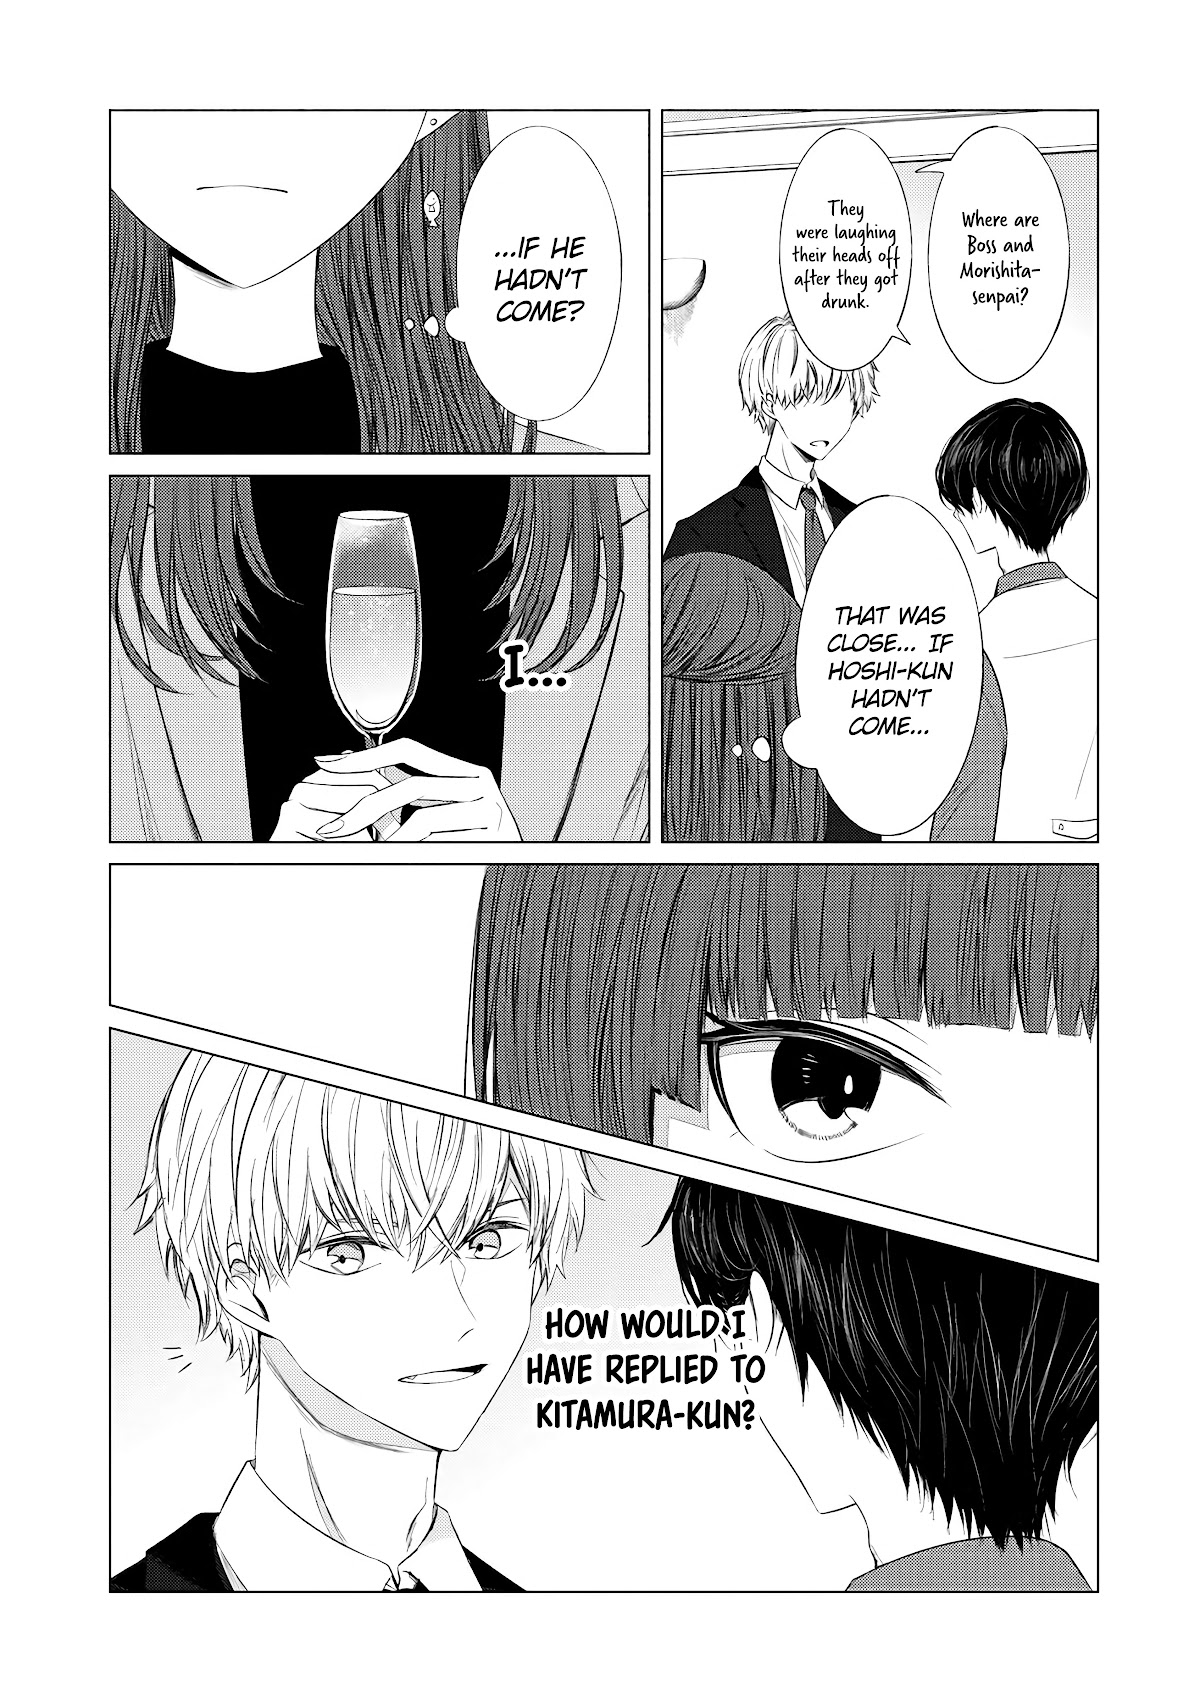 Where are
Boss and
Morishita-
senpai?
They
were laughing
their heads off
after they got
drunk.
THAT WAS
CLOSE... IF
HOSHI-KUN
HADN'T
COME...
...IF HE
HADN'T
COME?
I...
HOW WOULD I
HAVE REPLIED TO
KITAMURA-KUN?